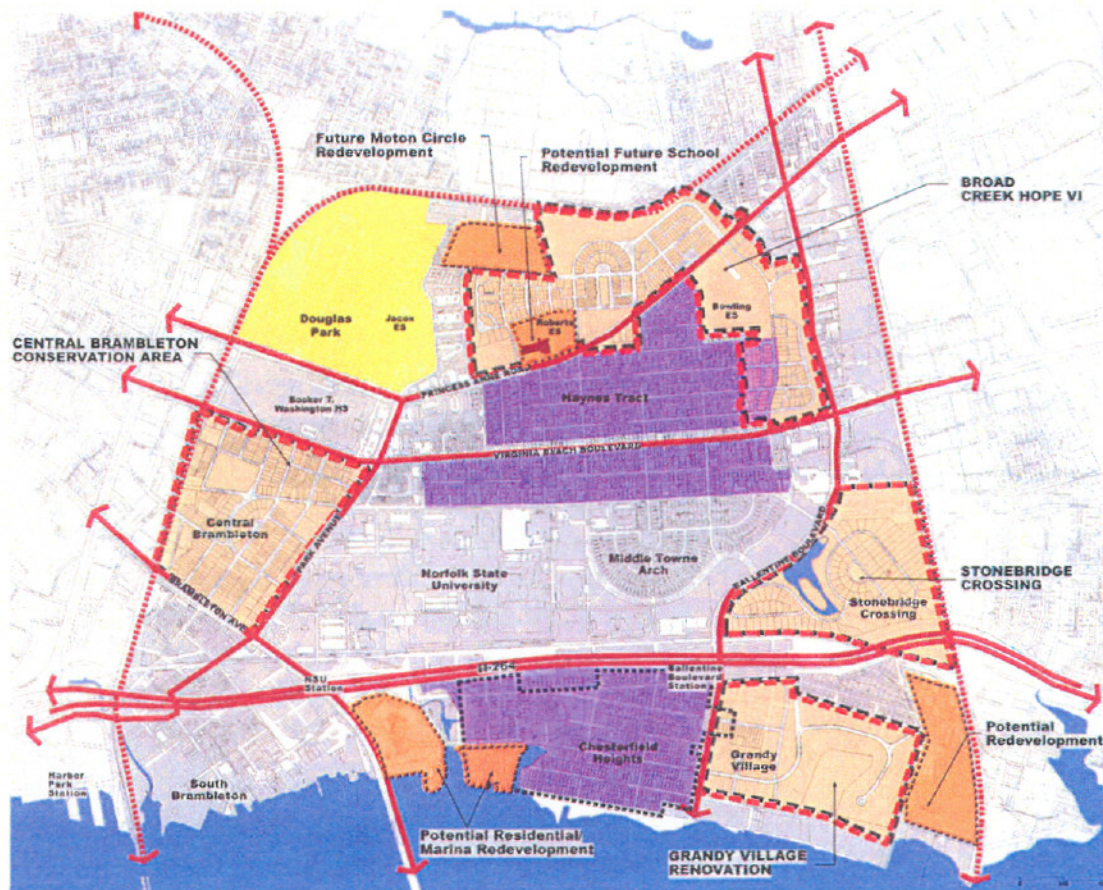 Future Moton Circle
Redevelopment
Potential Future School
Redevelopment
BROAD
CREEK HOPE VI
Douglas
Park
Jacox
ES
Roberts
ES
Bowling
ES
CENTRAL BRAMBLETON
CONSERVATION AREA
PRINCESS ANNE ROAD
Booker T.
Washington HS
Haynes Tract
VIRGINIA BEACH BOULEVARD
Central
Brambleton
PARK AVENUE
Norfolk State
University
Middle Towne
Arch
BALLENTINE BOULEVARD
STONEBRIDGE
CROSSING
Stonebridge
Crossing
NSU
Station
Ballentine
Boulevard
Station
Chesterfield
Heights
Grandy
Village
Potential
Redevelopment
Harbor
Park
Station
South
Brambleton
Potential Residential/
Marina Redevelopment
GRANDY VILLAGE
RENOVATION